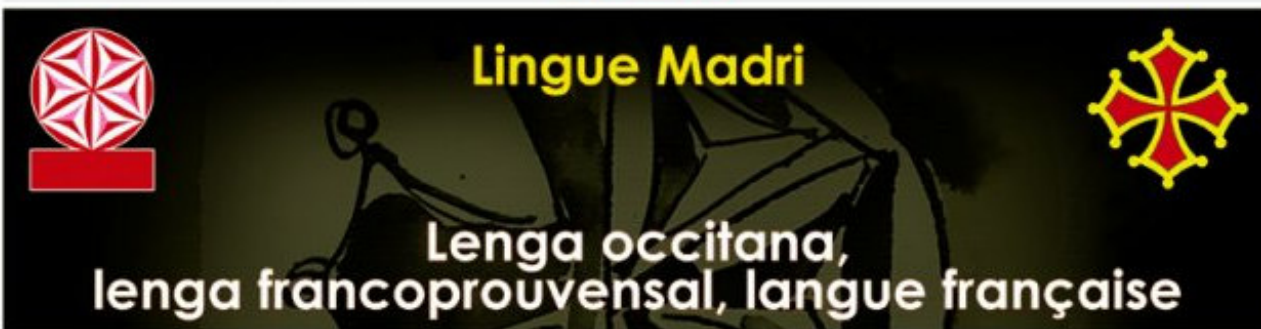 Lingue Madri
Lenga occitana,
lenga francoprouvensal, langue française